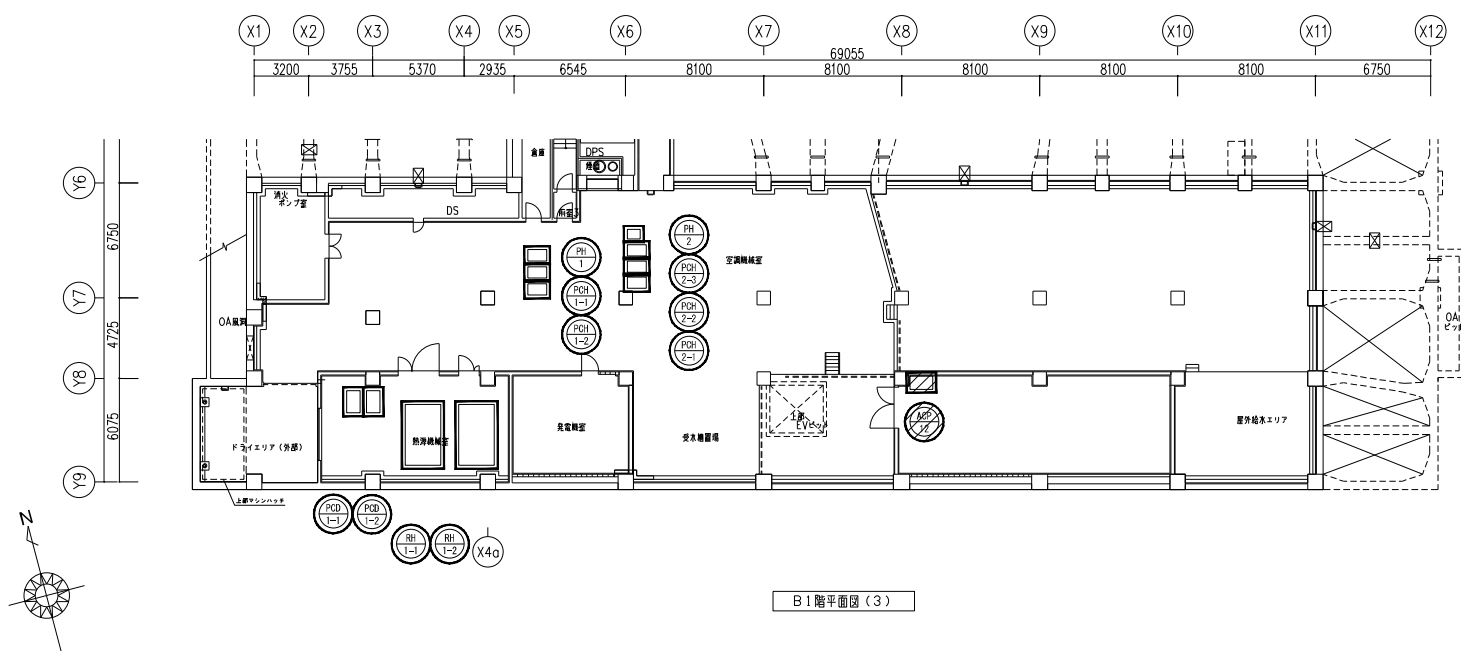 X1 X2 X3 X4 X5 X6 X7 X8 X9 X10 X11 X12
69055
3200 3755 5370 2935 6545 8100 8100 8100 8100 8100 6750
Y6
Y7
Y8
Y9
6750
4725
6075
倉庫
DPS
煙道
消火
ポンプ室
DS
前室3
PH
1
PCH
1-1
PCH
1-2
PH
2
PCH
2-3
PCH
2-2
PCH
2-1
空調機械室
OA風洞
OA
ドライエリア(外部)
熱源機械室
発電機室
受水槽置場
上部
EVピット
ACP
12
屋外給水エリア
上部マシンハッチ
PCD
1-1
PCD
1-2
RH
1-1
RH
1-2
X4a
N
B1階平面図(3)